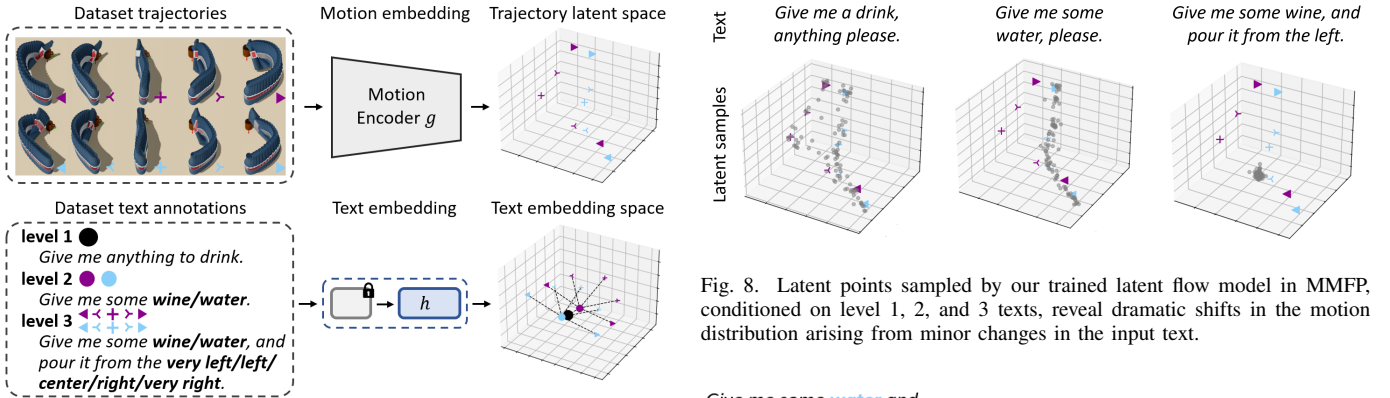 Dataset trajectories
Motion embedding
Trajectory latent space
Motion
Encoder g
Dataset text annotations
Text embedding
Text embedding space
level 1
Give me anything to drink.
level 2
Give me some wine/water.
level 3
Give me some wine/water, and
pour it from the very left/left/
center/right/very right.
h
Text
Give me a drink,
anything please.
Give me some
water, please.
Give me some wine, and
pour it from the left.
Latent samples
Fig. 8. Latent points sampled by our trained latent flow model in MMFP,
conditioned on level 1, 2, and 3 texts, reveal dramatic shifts in the motion
distribution arising from minor changes in the input text.
Give me some water and